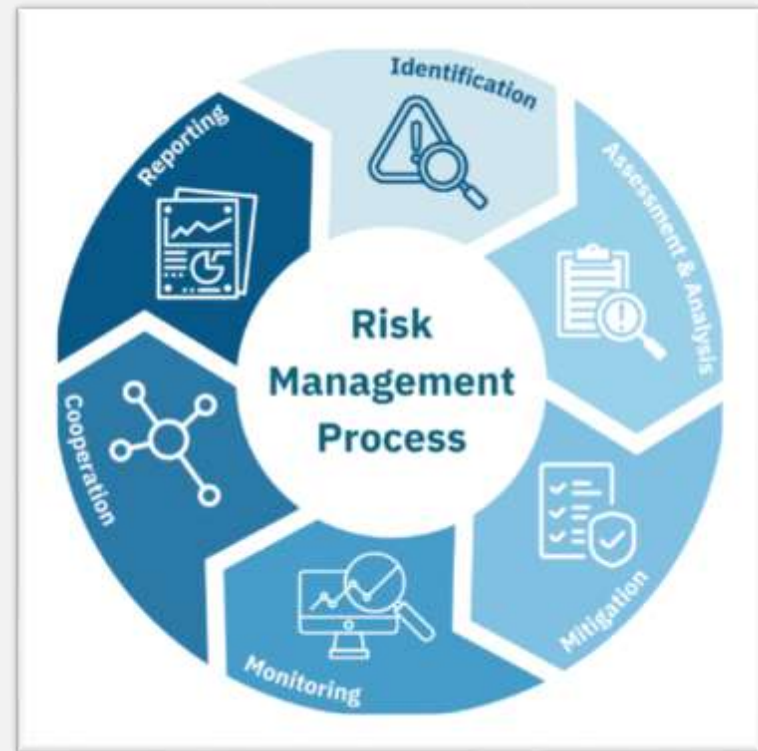 Identification
Assessment & Analysis
Mitigation
Monitoring
Cooperation
Reporting
Risk
Management
Process